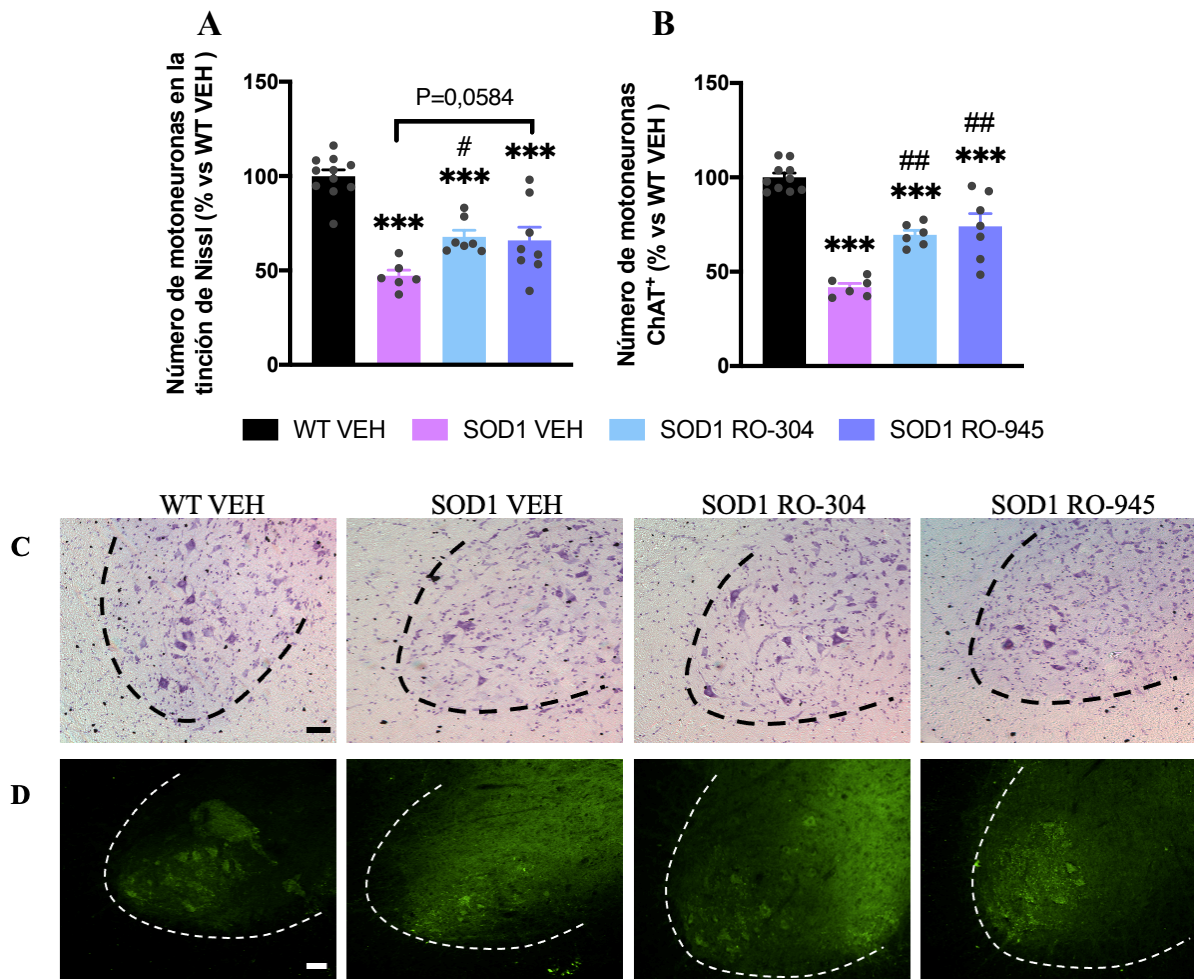 A
Número de motoneuronas en la
tinción de Nissl (% vs WT VEH )
150
100
50
0
P=0,0584
#
***
***
***
B
Número de motoneuronas
ChAT+ (% vs WT VEH )
150
100
50
0
##
##
***
***
***
WT VEH SOD1 VEH SOD1 RO-304 SOD1 RO-945
WT VEH SOD1 VEH SOD1 RO-304 SOD1 RO-945
C
D